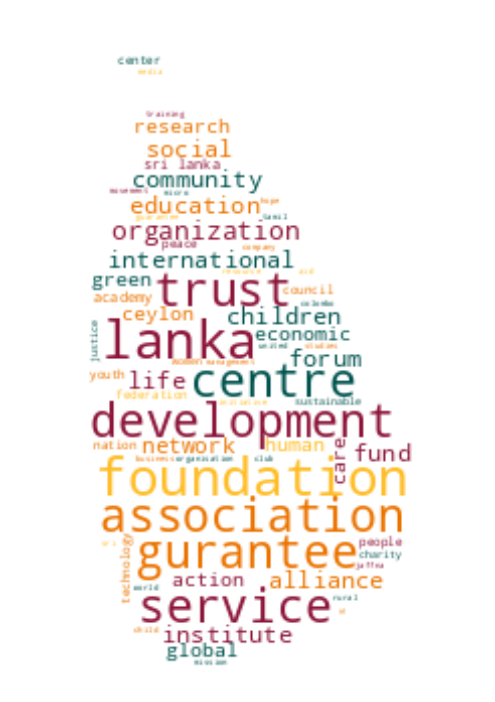 center
media
training
research
social
sri lanka
community
movement micro
education hope
guarantee tamil
organization
peace company
international
resource aid
green trust council
academy colombo
ceylon children
justice lanka economic
united studies
women management forum
youth life centre
federation sustainable
initiative
development
nation network human care fund
business organisation club
foundation
association
technology gurantee people
charity
jaffna
action alliance
world
service rural
child institute
global
mission